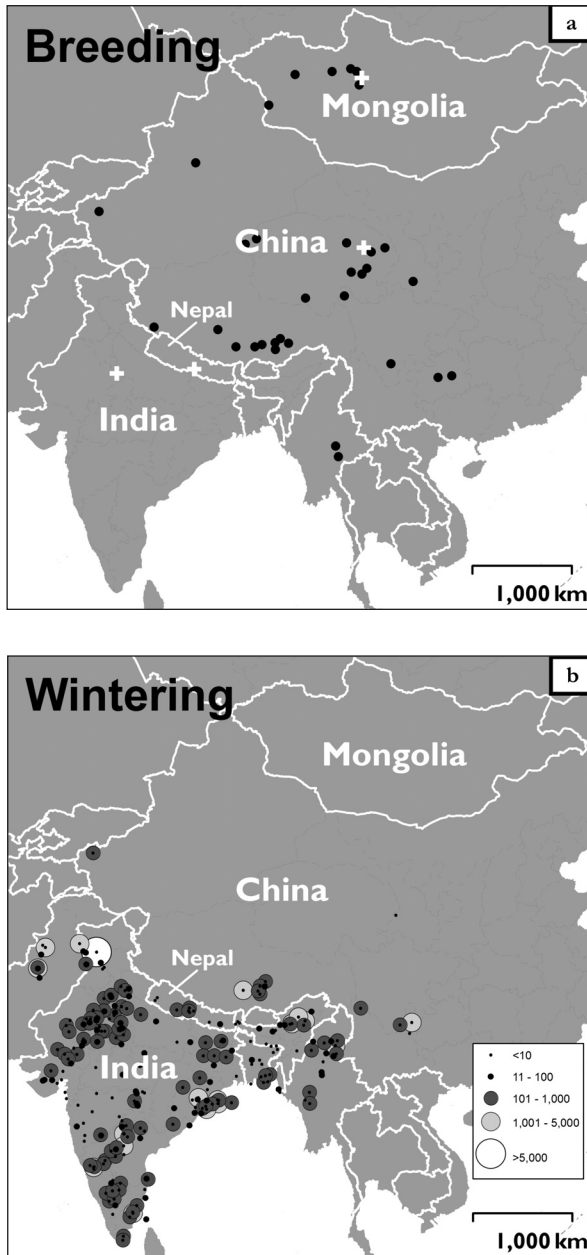 Breeding
a
Mongolia
China
Nepal
India
1,000 km
Wintering
b
Mongolia
China
Nepal
India
<10
11 - 100
101 - 1,000
1,001 - 5,000
>5,000
1,000 km